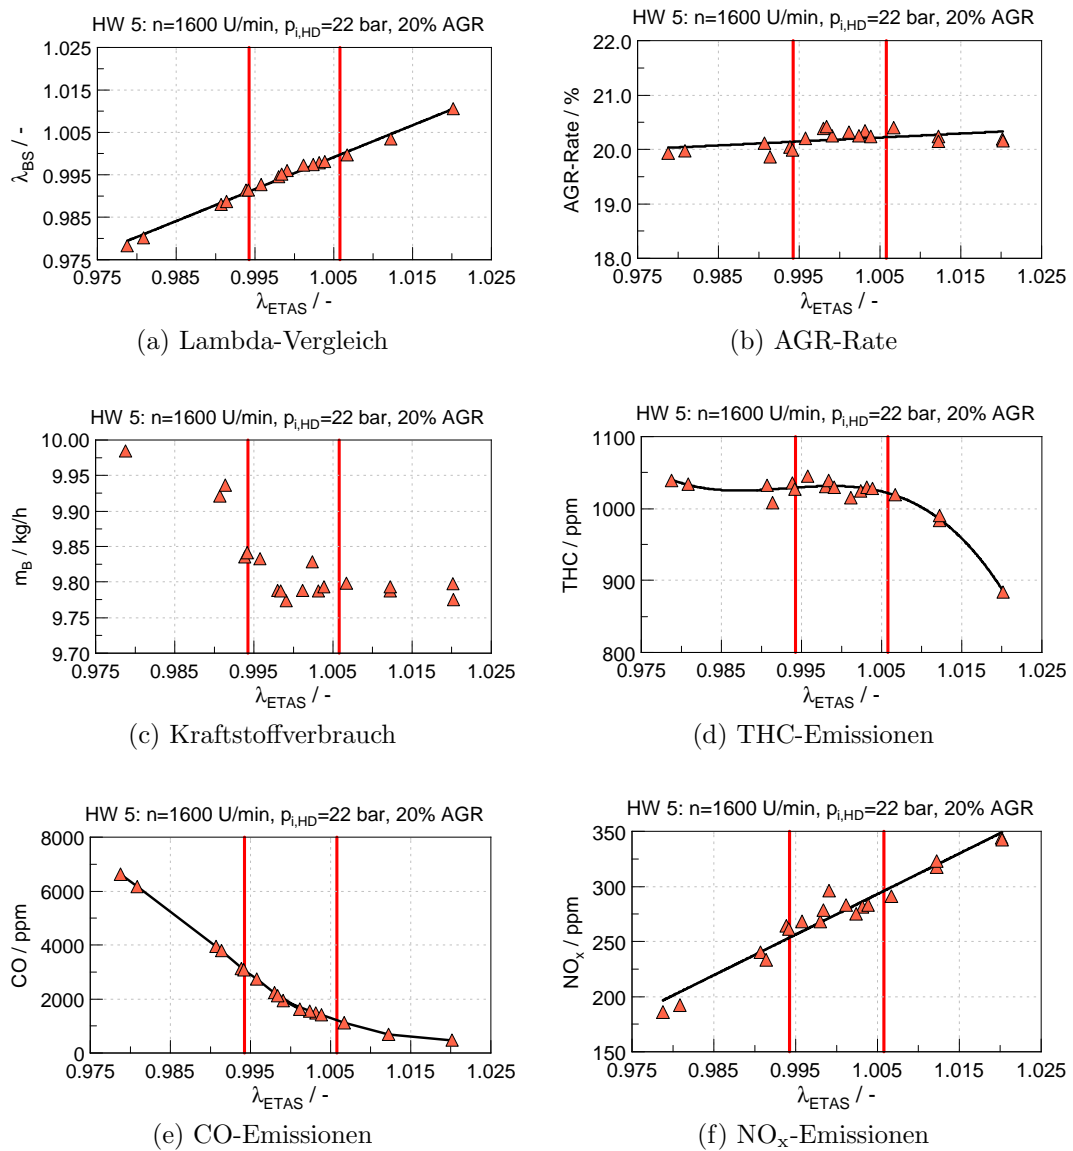 HW 5: n=1600 U/min, p_i,HD=22 bar, 20% AGR
1.025
1.015
1.005
0.995
0.985
0.975
λ_BS / -
0.975 0.985 0.995 1.005 1.015 1.025
λ_ETAS / -
(a) Lambda-Vergleich
HW 5: n=1600 U/min, p_i,HD=22 bar, 20% AGR
22.0
21.0
20.0
19.0
18.0
AGR-Rate / %
0.975 0.985 0.995 1.005 1.015 1.025
λ_ETAS / -
(b) AGR-Rate
HW 5: n=1600 U/min, p_i,HD=22 bar, 20% AGR
10.00
9.95
9.90
9.85
9.80
9.75
9.70
m_B / kg/h
0.975 0.985 0.995 1.005 1.015 1.025
λ_ETAS / -
(c) Kraftstoffverbrauch
HW 5: n=1600 U/min, p_i,HD=22 bar, 20% AGR
1100
1000
900
800
THC / ppm
0.975 0.985 0.995 1.005 1.015 1.025
λ_ETAS / -
(d) THC-Emissionen
HW 5: n=1600 U/min, p_i,HD=22 bar, 20% AGR
8000
6000
4000
2000
0
CO / ppm
0.975 0.985 0.995 1.005 1.015 1.025
λ_ETAS / -
(e) CO-Emissionen
HW 5: n=1600 U/min, p_i,HD=22 bar, 20% AGR
350
300
250
200
150
NO_x / ppm
0.975 0.985 0.995 1.005 1.015 1.025
λ_ETAS / -
(f) NO_x-Emissionen